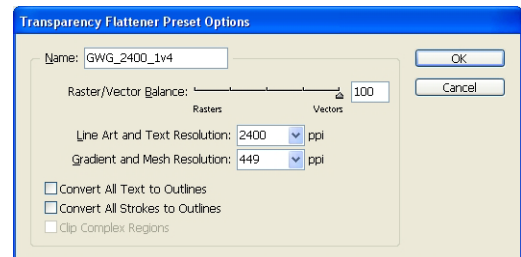 Transparency Flattener Preset Options
Name: GWG_2400_1v4
OK
Raster/Vector Balance: 100
Cancel
Rasters Vectors
Line Art and Text Resolution: 2400 ppi
Gradient and Mesh Resolution: 449 ppi
Convert All Text to Outlines
Convert All Strokes to Outlines
Clip Complex Regions